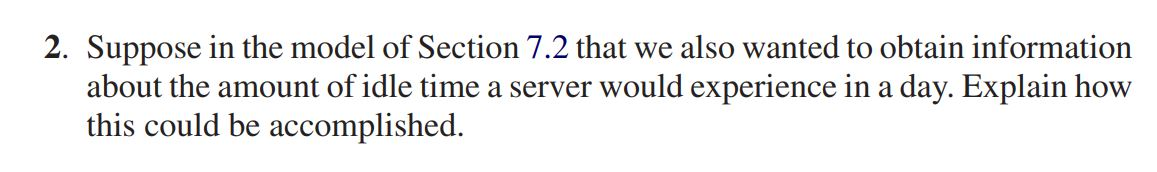 2. Suppose in the model of Section 7.2 that we also wanted to obtain information
about the amount of idle time a server would experience in a day. Explain how
this could be accomplished.